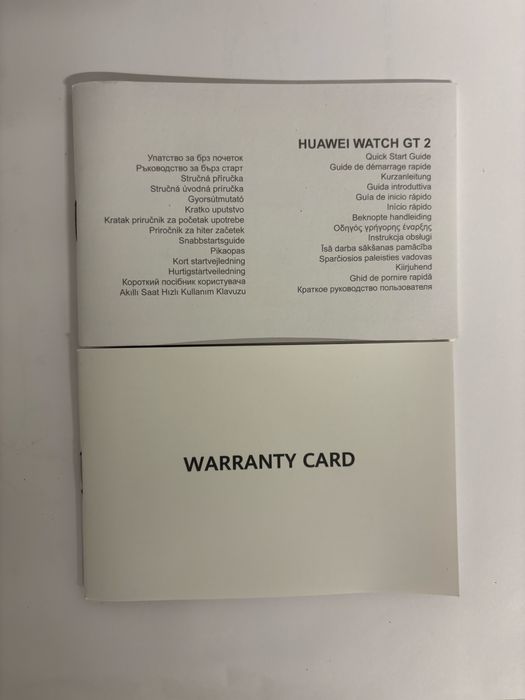 HUAWEI WATCH GT 2
Quick Start Guide
Guide de démarrage rapide
Kurzanleitung
Guida introduttiva
Guía de inicio rápido
Início rápido
Beknopte handleiding
Οδηγός γρήγορης έναρξης
Instrukcja obsługi
Īsā darba sākšanas pamācība
Sparčiosios paleisties vadovas
Kiirjuhend
Ghid de pornire rapidă
Краткое руководство пользователя
Упатство за брз почеток
Ръководство за бърз старт
Stručná příručka
Stručná úvodná príručka
Gyorsútmutató
Kratko uputstvo
Kratak priručnik za početak upotrebe
Priročnik za hiter začetek
Snabbstartsguide
Pikaopas
Kort startvejledning
Hurtigstartveiledning
Короткий посібник користувача
Akıllı Saat Hızlı Kullanım Klavuzu
WARRANTY CARD